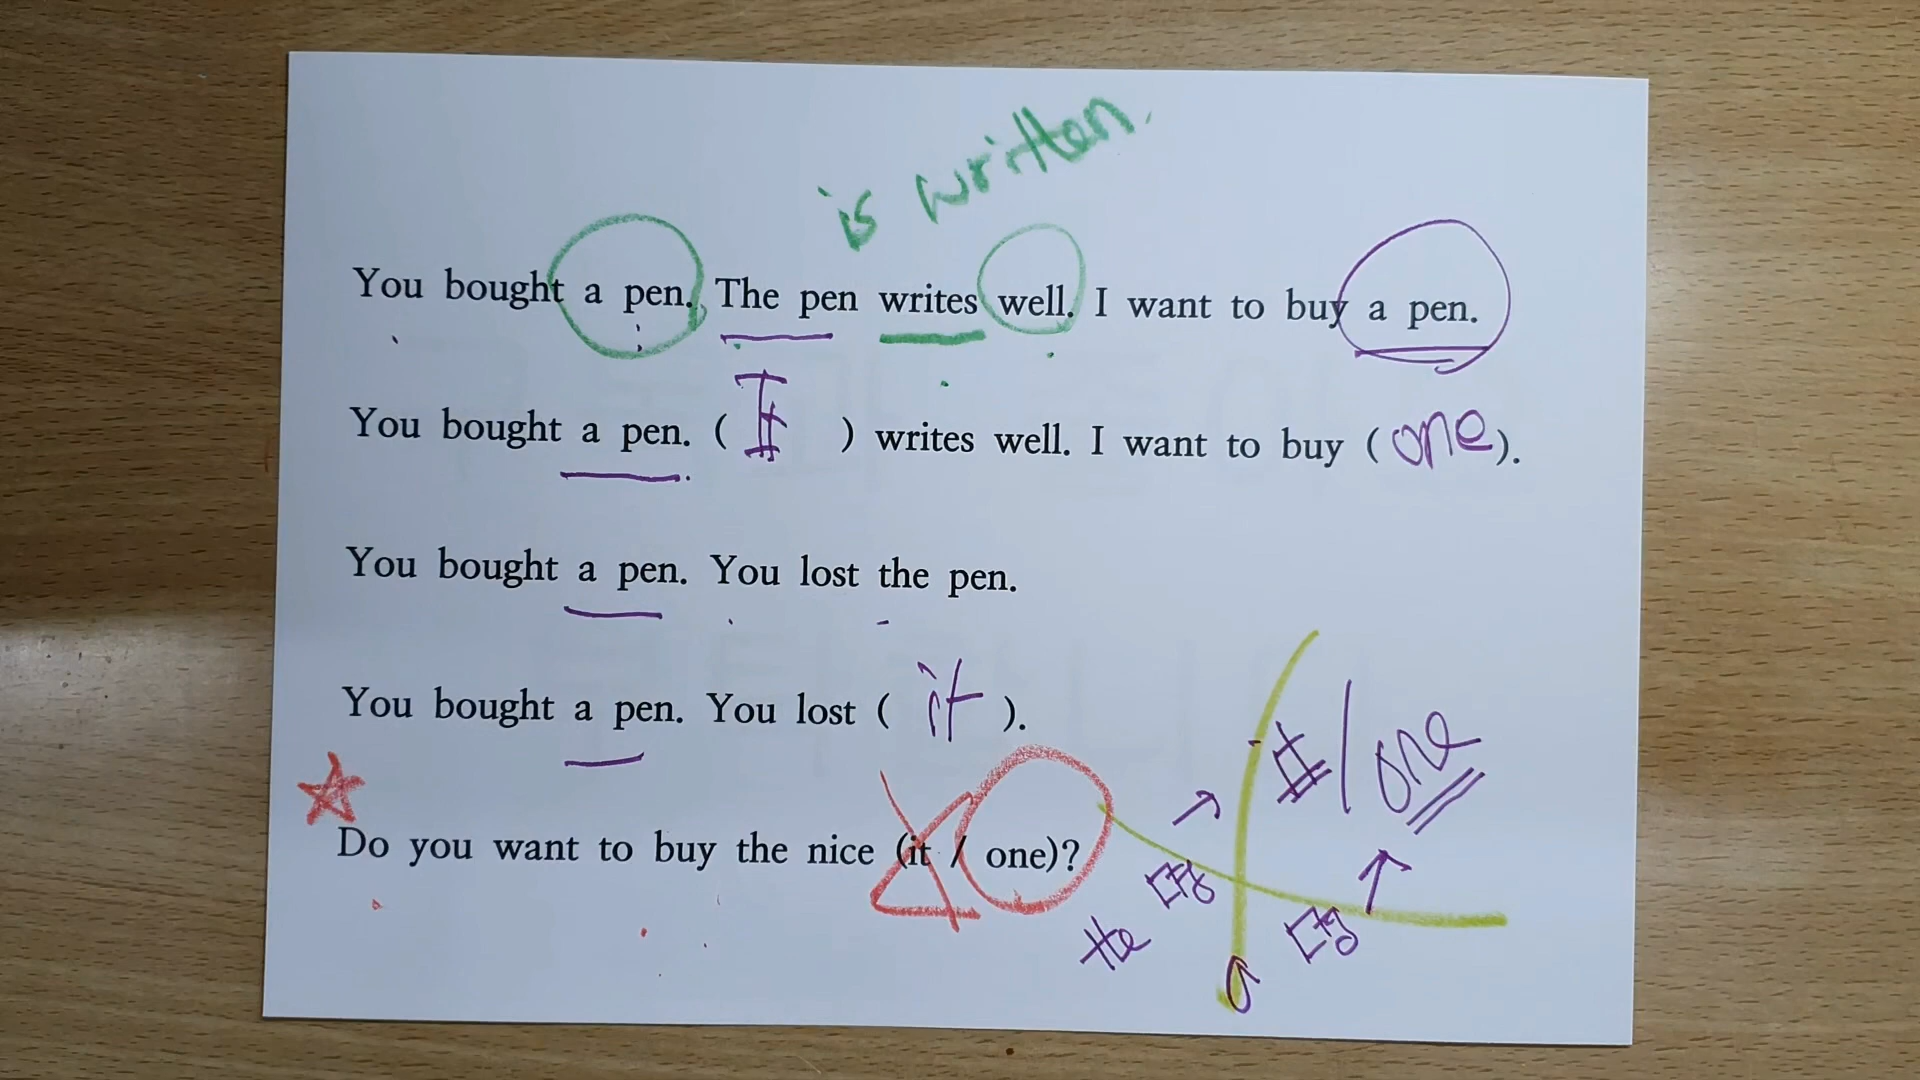 is written.
You bought a pen. The pen writes well. I want to buy a pen.
You bought a pen. ( It ) writes well. I want to buy (one).
You bought a pen. You lost the pen.
You bought a pen. You lost ( it ).
it / one
Do you want to buy the nice (it / one)?
the 단명
a 단명